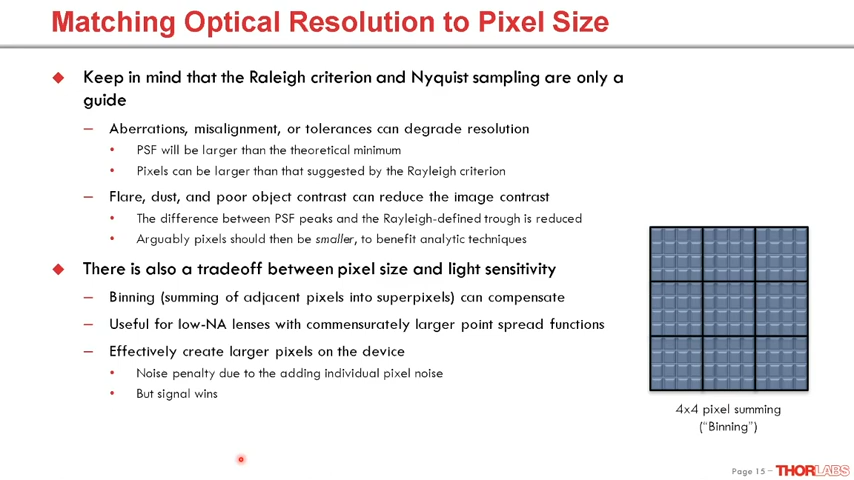 Matching Optical Resolution to Pixel Size
Keep in mind that the Raleigh criterion and Nyquist sampling are only a
guide
– Aberrations, misalignment, or tolerances can degrade resolution
• PSF will be larger than the theoretical minimum
• Pixels can be larger than that suggested by the Rayleigh criterion
– Flare, dust, and poor object contrast can reduce the image contrast
• The difference between PSF peaks and the Rayleigh-defined trough is reduced
• Arguably pixels should then be smaller, to benefit analytic techniques
There is also a tradeoff between pixel size and light sensitivity
– Binning (summing of adjacent pixels into superpixels) can compensate
– Useful for low-NA lenses with commensurately larger point spread functions
– Effectively create larger pixels on the device
• Noise penalty due to the adding individual pixel noise
• But signal wins
4x4 pixel summing
("Binning")
Page 15 – THORLABS